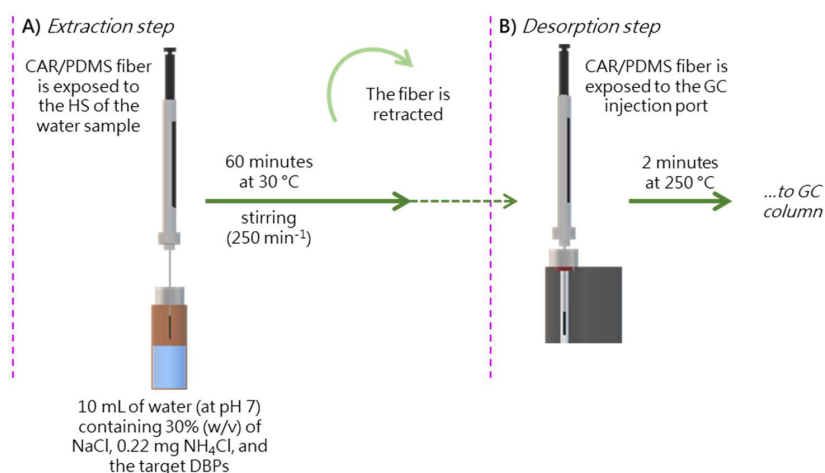 A) Extraction step
CAR/PDMS fiber
is exposed to
the HS of the
water sample
The fiber is
retracted
60 minutes
at 30 °C
stirring
(250 min⁻¹)
10 mL of water (at pH 7)
containing 30% (w/v) of
NaCl, 0.22 mg NH₄Cl, and
the target DBPs
B) Desorption step
CAR/PDMS fiber is
exposed to the GC
injection port
2 minutes
at 250 °C
...to GC
column